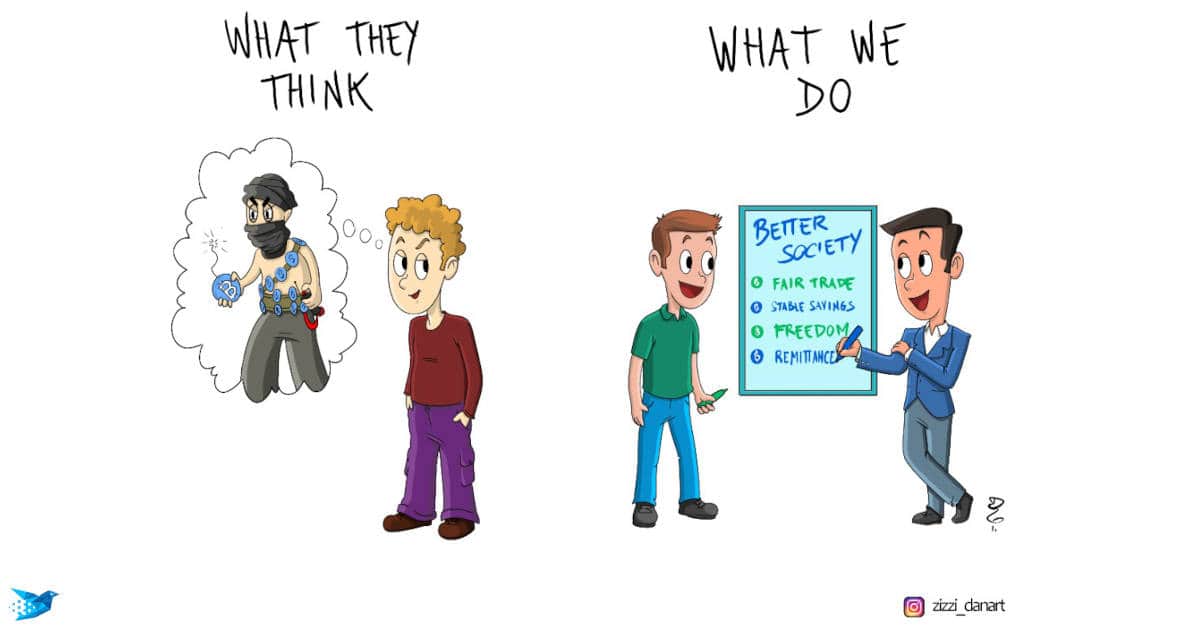 WHAT THEY
THINK
WHAT WE
DO
BETTER
SOCIETY
FAIR TRADE
STABLE SAVINGS
FREEDOM
REMITTANCE
zizzi_danart